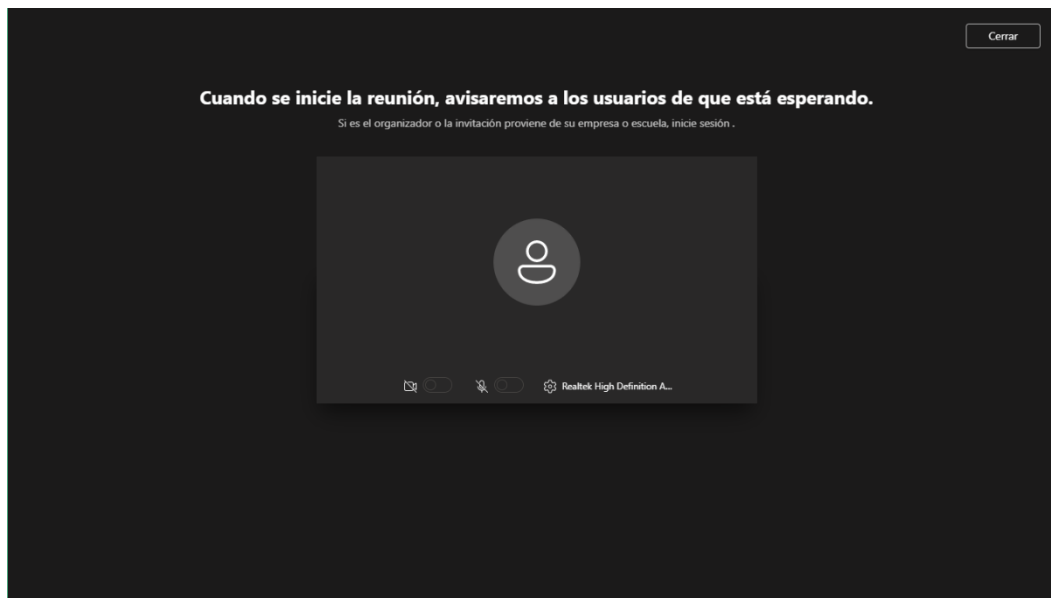 Cerrar
Cuando se inicie la reunión, avisaremos a los usuarios de que está esperando.
Si es el organizador o la invitación proviene de su empresa o escuela, inicie sesión .
Realtek High Definition A...